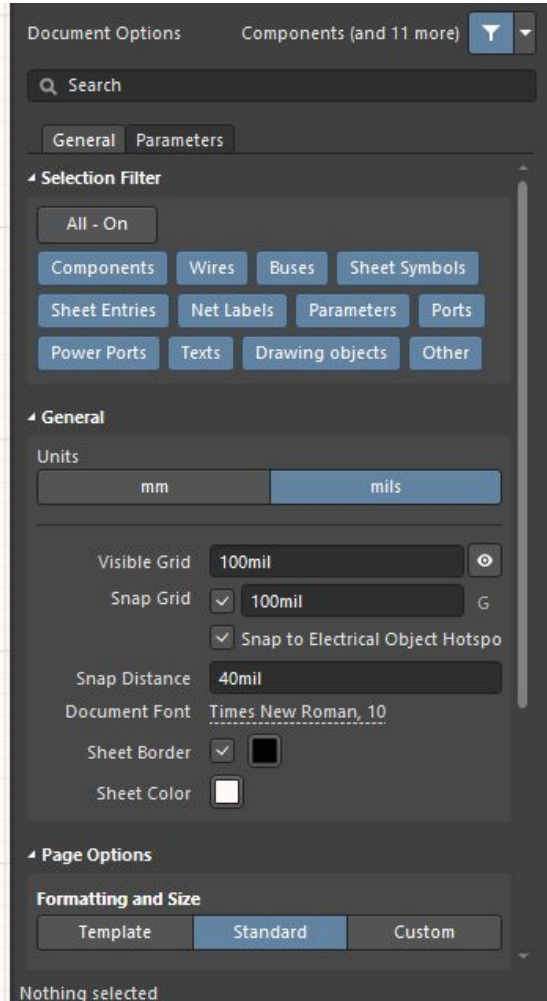 Document Options Components (and 11 more)
Search
General Parameters
Selection Filter
All - On
Components Wires Buses Sheet Symbols
Sheet Entries Net Labels Parameters Ports
Power Ports Texts Drawing objects Other
General
Units
mm mils
Visible Grid 100mil
Snap Grid 100mil G
Snap to Electrical Object Hotspo
Snap Distance 40mil
Document Font Times New Roman, 10
Sheet Border
Sheet Color
Page Options
Formatting and Size
Template Standard Custom
Nothing selected